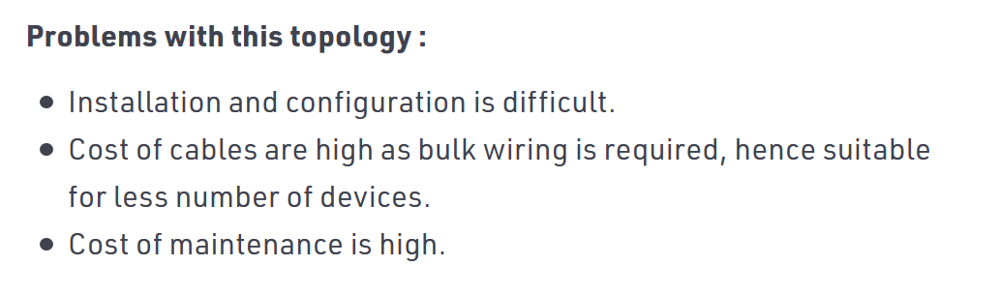 Problems with this topology :
• Installation and configuration is difficult.
• Cost of cables are high as bulk wiring is required, hence suitable
for less number of devices.
• Cost of maintenance is high.